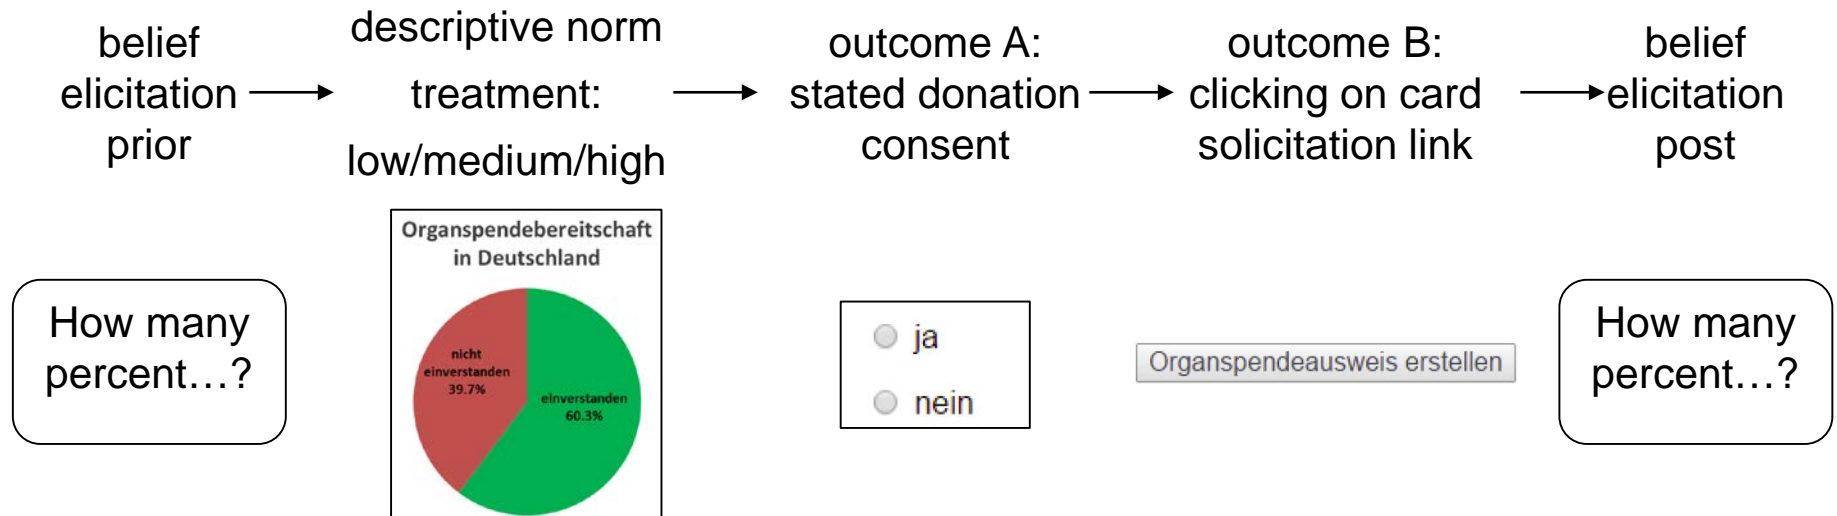 belief
elicitation
prior
descriptive norm
treatment:
low/medium/high
outcome A:
stated donation
consent
outcome B:
clicking on card
solicitation link
belief
elicitation
post
How many
percent…?
Organspendebereitschaft
in Deutschland
nicht
einverstanden
39.7%
einverstanden
60.3%
ja
nein
Organspendeausweis erstellen
How many
percent…?